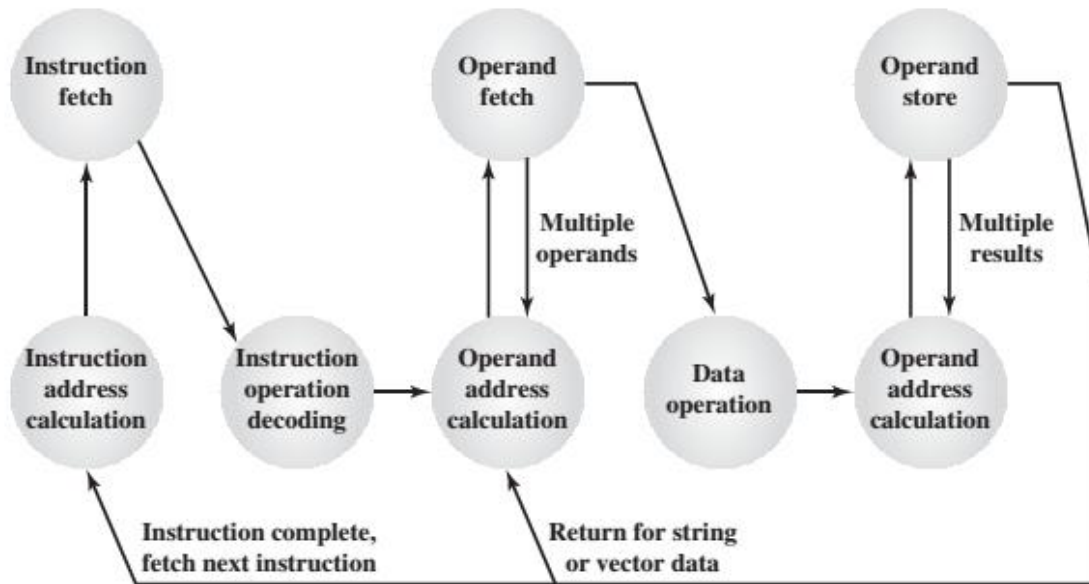 Instruction
fetch
Operand
fetch
Operand
store
Multiple
operands
Multiple
results
Instruction
address
calculation
Instruction
operation
decoding
Operand
address
calculation
Data
operation
Operand
address
calculation
Instruction complete,
fetch next instruction
Return for string
or vector data